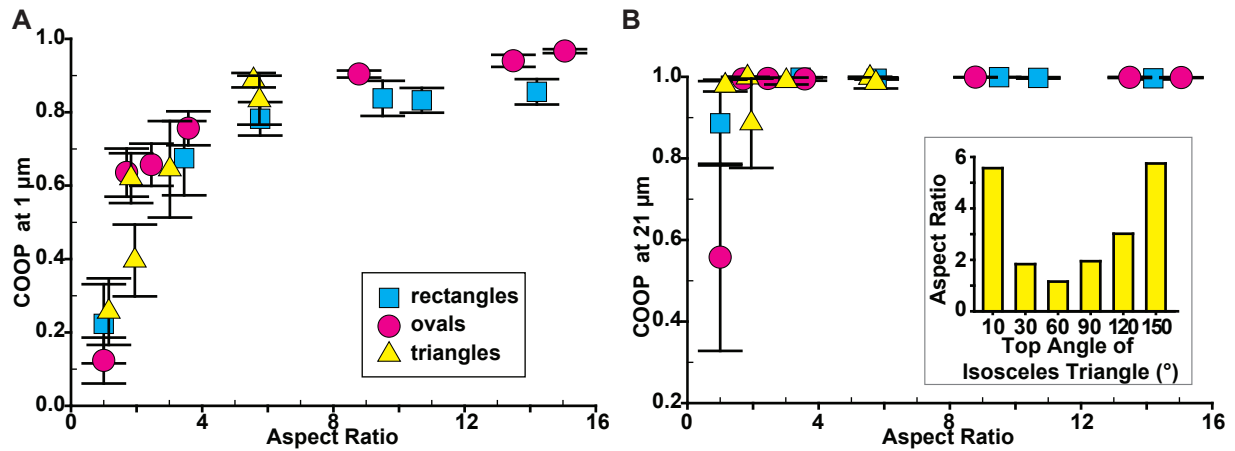 A
COOP at 1 µm
1.0
0.8
0.6
0.4
0.2
0.0
0 4 8 12 16
Aspect Ratio
rectangles
ovals
triangles
B
COOP at 21 µm
1.0
0.8
0.6
0.4
0.2
0 4 8 12 16
Aspect Ratio
Aspect Ratio
6
4
2
0
10 30 60 90 120 150
Top Angle of
Isosceles Triangle (°)